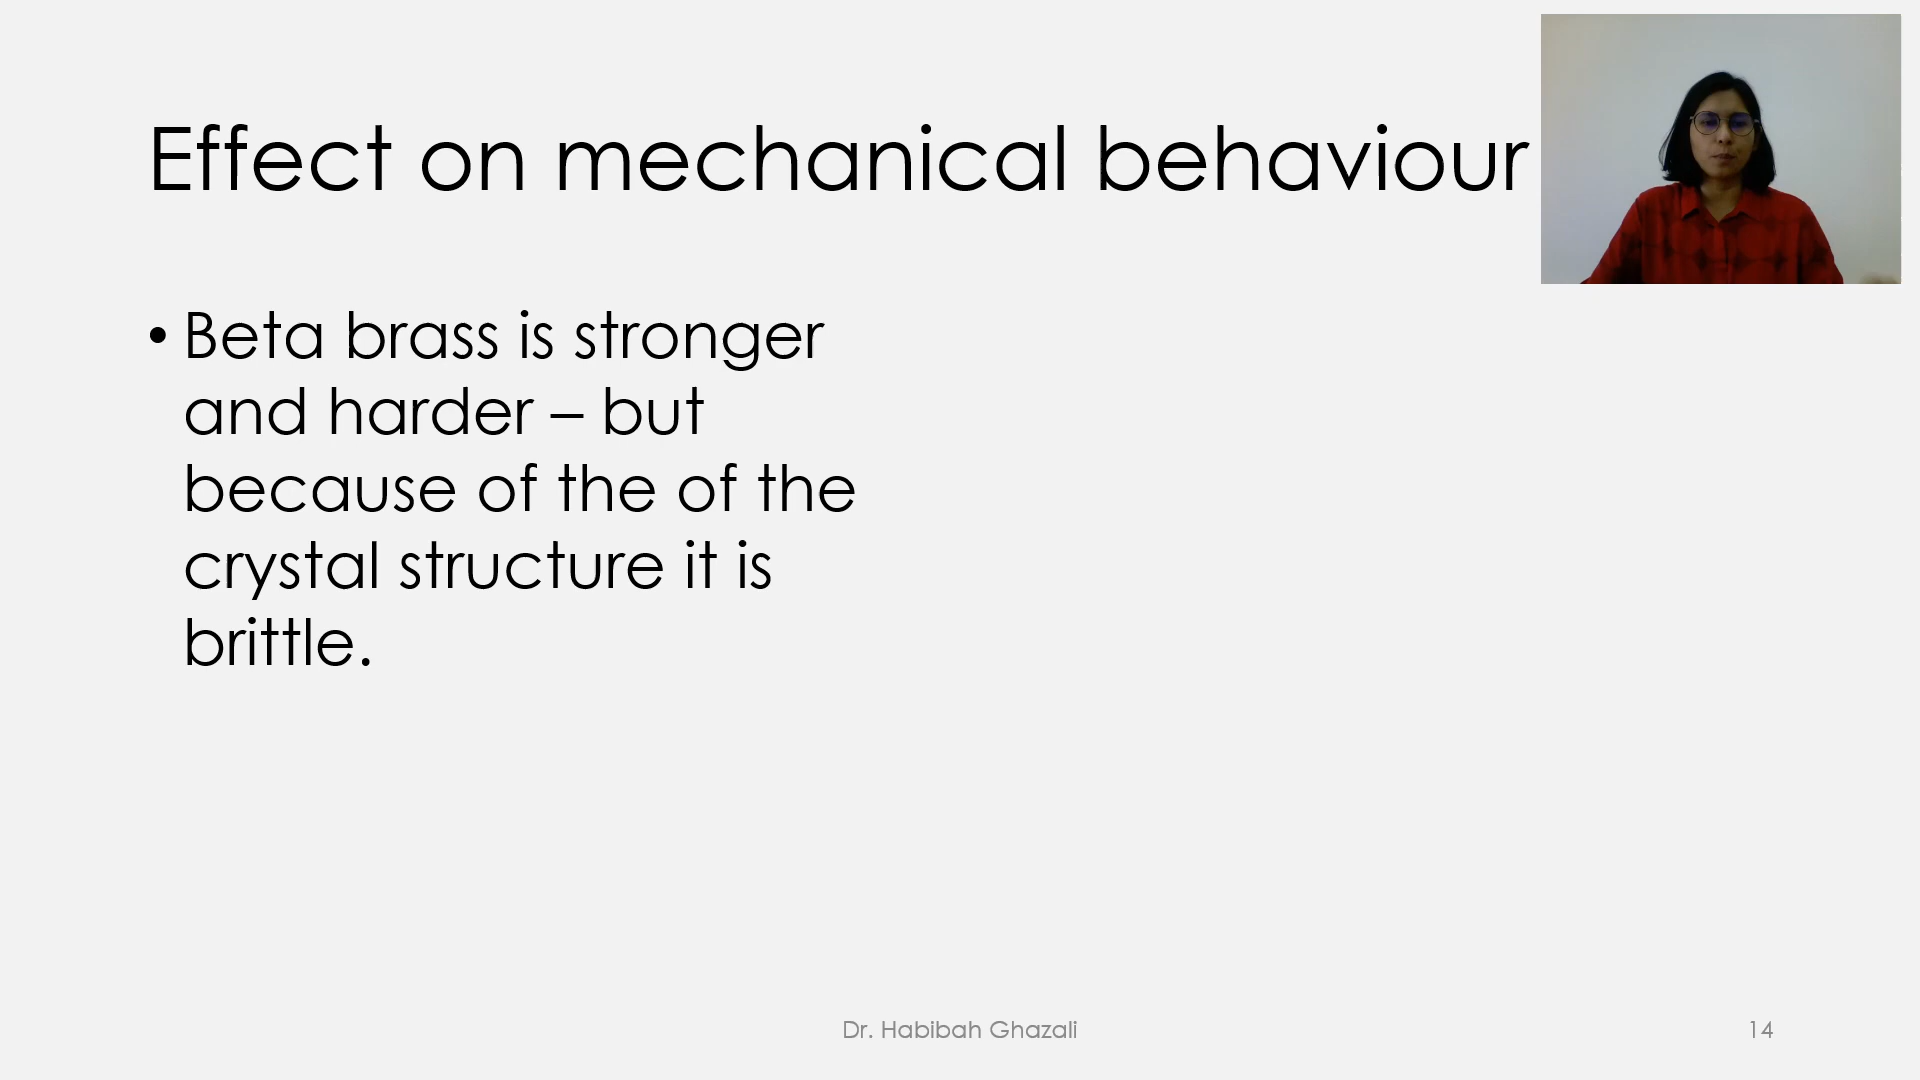 Effect on mechanical behaviour
• Beta brass is stronger
and harder – but
because of the of the
crystal structure it is
brittle.
Dr. Habibah Ghazali
14